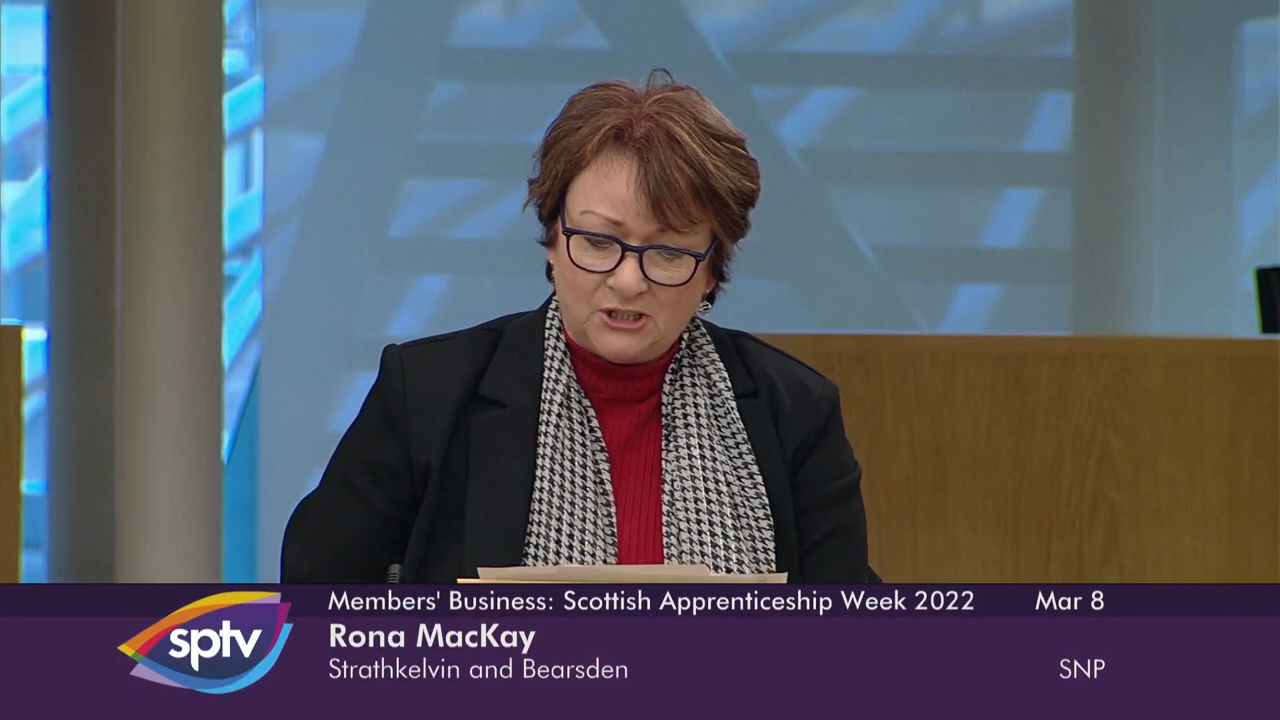 Members' Business: Scottish Apprenticeship Week 2022 Mar 8
sptv
Rona MacKay
Strathkelvin and Bearsden SNP